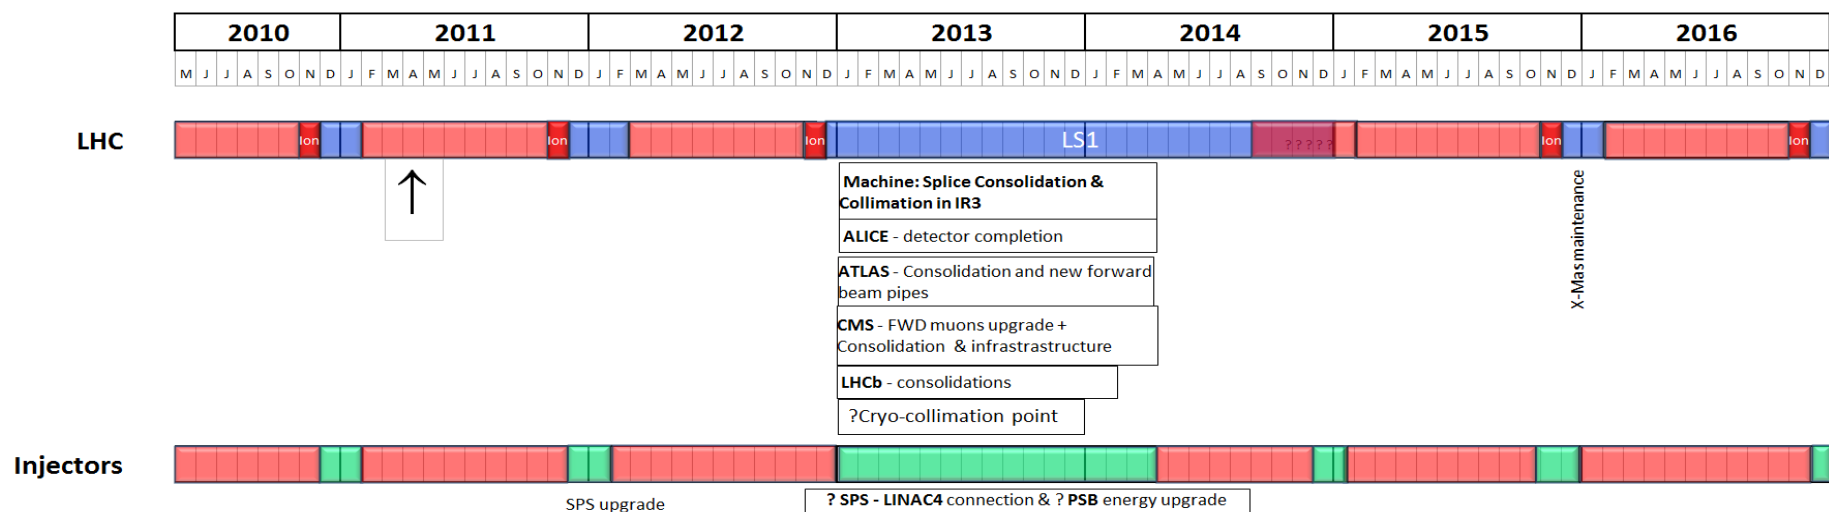 2010 2011 2012 2013 2014 2015 2016
M J J A S O N D J F M A M J J A S O N D J F M A M J J A S O N D J F M A M J J A S O N D J F M A M J J A S O N D J F M A M J J A S O N D J F M A M J J A S O N D
LHC Ion Ion Ion LS1 ????? Ion Ion
Machine: Splice Consolidation &
Collimation in IR3
ALICE - detector completion
ATLAS - Consolidation and new forward
beam pipes
CMS - FWD muons upgrade +
Consolidation & infrastrastructure
LHCb - consolidations
?Cryo-collimation point
X-Mas maintenance
Injectors
SPS upgrade
? SPS - LINAC4 connection & ? PSB energy upgrade